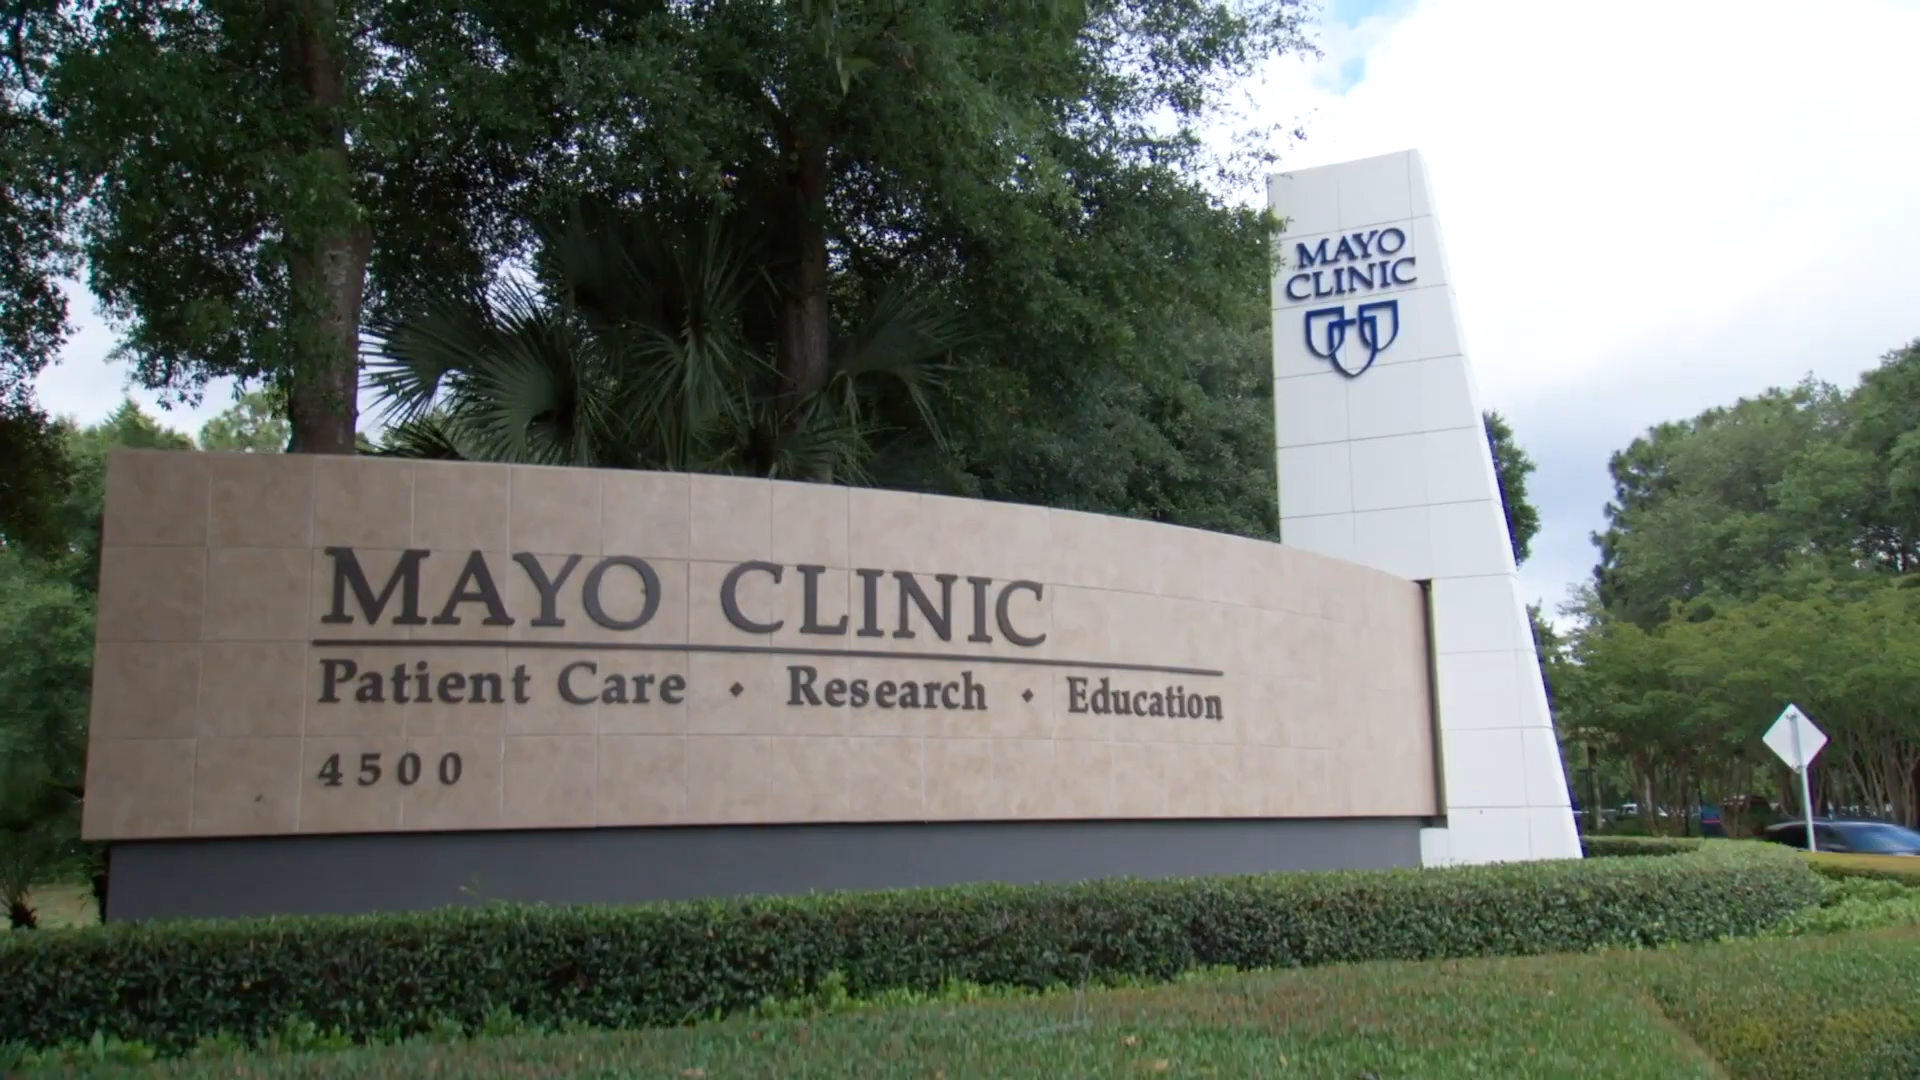 MAYO CLINIC
Patient Care • Research • Education
4500
MAYO
CLINIC